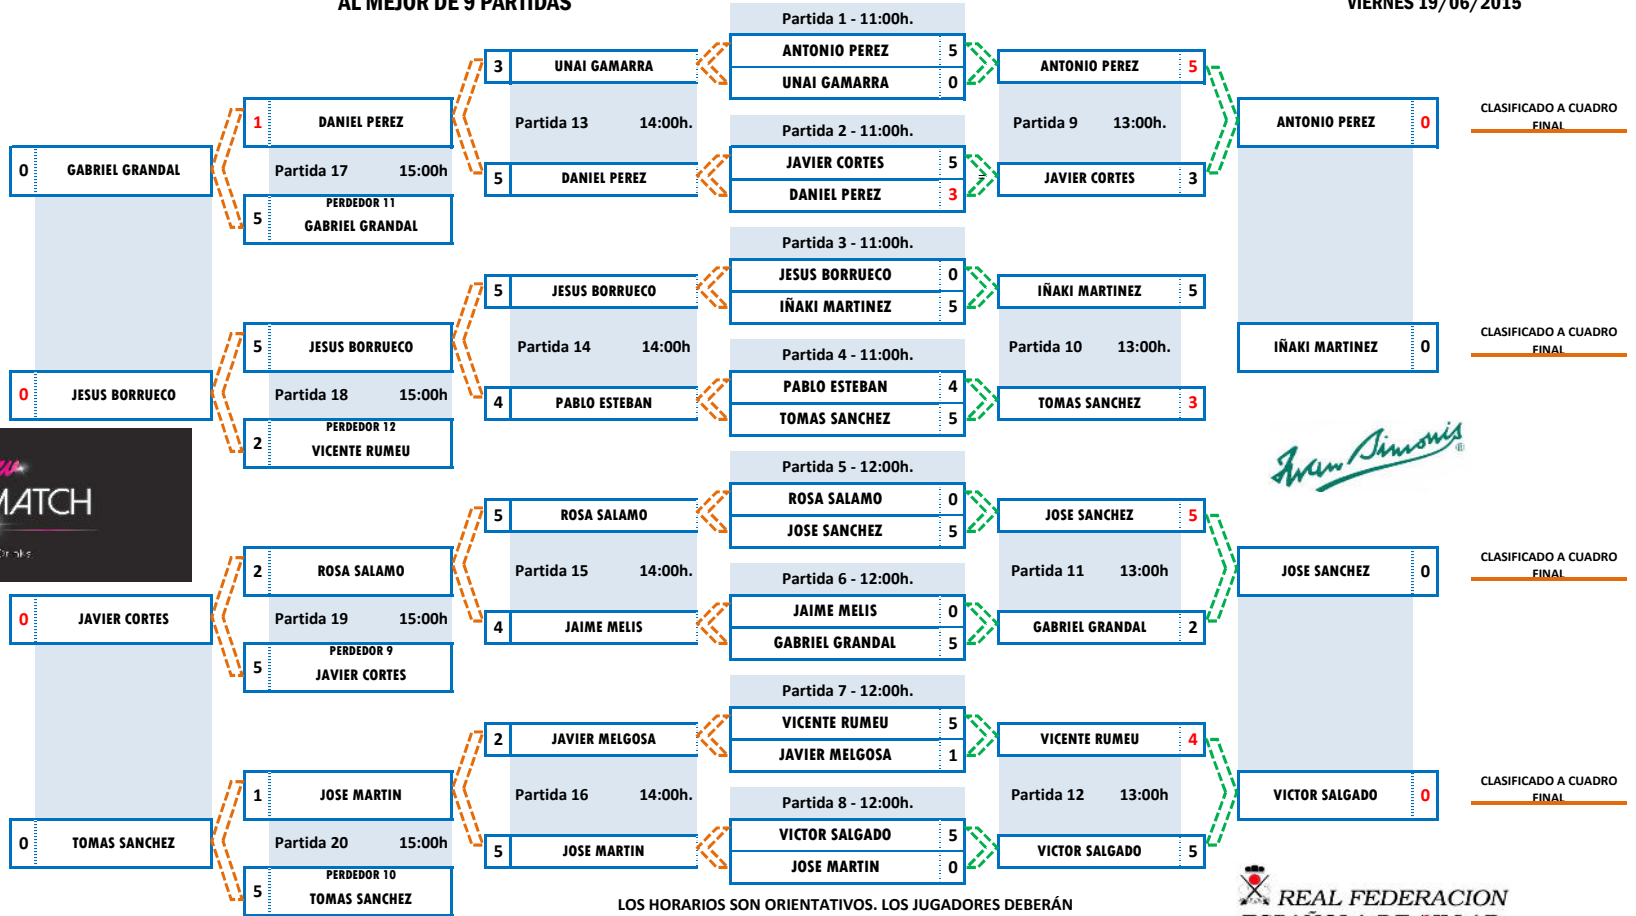 AL MEJOR DE 9 PARTIDAS
VIERNES 19/06/2015
Partida 1 - 11:00h.
ANTONIO PEREZ 5
UNAI GAMARRA 0
3 UNAI GAMARRA
ANTONIO PEREZ 5
Partida 13 14:00h.
Partida 9 13:00h.
1 DANIEL PEREZ
ANTONIO PEREZ 0
CLASIFICADO A CUADRO
FINAL
Partida 2 - 11:00h.
JAVIER CORTES 5
DANIEL PEREZ 3
0 GABRIEL GRANDAL
Partida 17 15:00h
5 DANIEL PEREZ
JAVIER CORTES 3
PERDEDOR 11
5 GABRIEL GRANDAL
Partida 3 - 11:00h.
JESUS BORRUECO 0
IÑAKI MARTINEZ 5
5 JESUS BORRUECO
IÑAKI MARTINEZ 5
5 JESUS BORRUECO
Partida 14 14:00h
Partida 10 13:00h.
IÑAKI MARTINEZ 0
CLASIFICADO A CUADRO
FINAL
Partida 4 - 11:00h.
PABLO ESTEBAN 4
TOMAS SANCHEZ 5
0 JESUS BORRUECO
Partida 18 15:00h
4 PABLO ESTEBAN
TOMAS SANCHEZ 3
PERDEDOR 12
2 VICENTE RUMEU
MATCH
Iwan Simonis
®
Partida 5 - 12:00h.
ROSA SALAMO 0
JOSE SANCHEZ 5
5 ROSA SALAMO
JOSE SANCHEZ 5
2 ROSA SALAMO
Partida 15 14:00h.
Partida 11 13:00h
JOSE SANCHEZ 0
CLASIFICADO A CUADRO
FINAL
Partida 6 - 12:00h.
JAIME MELIS 0
GABRIEL GRANDAL 5
0 JAVIER CORTES
Partida 19 15:00h
4 JAIME MELIS
GABRIEL GRANDAL 2
PERDEDOR 9
5 JAVIER CORTES
Partida 7 - 12:00h.
VICENTE RUMEU 5
JAVIER MELGOSA 1
2 JAVIER MELGOSA
VICENTE RUMEU 4
1 JOSE MARTIN
Partida 16 14:00h.
Partida 12 13:00h
VICTOR SALGADO 0
CLASIFICADO A CUADRO
FINAL
Partida 8 - 12:00h.
VICTOR SALGADO 5
JOSE MARTIN 0
0 TOMAS SANCHEZ
Partida 20 15:00h
5 JOSE MARTIN
VICTOR SALGADO 5
PERDEDOR 10
5 TOMAS SANCHEZ
LOS HORARIOS SON ORIENTATIVOS. LOS JUGADORES DEBERÁN
REAL FEDERACION
ESPAÑOLA DE BILLAR